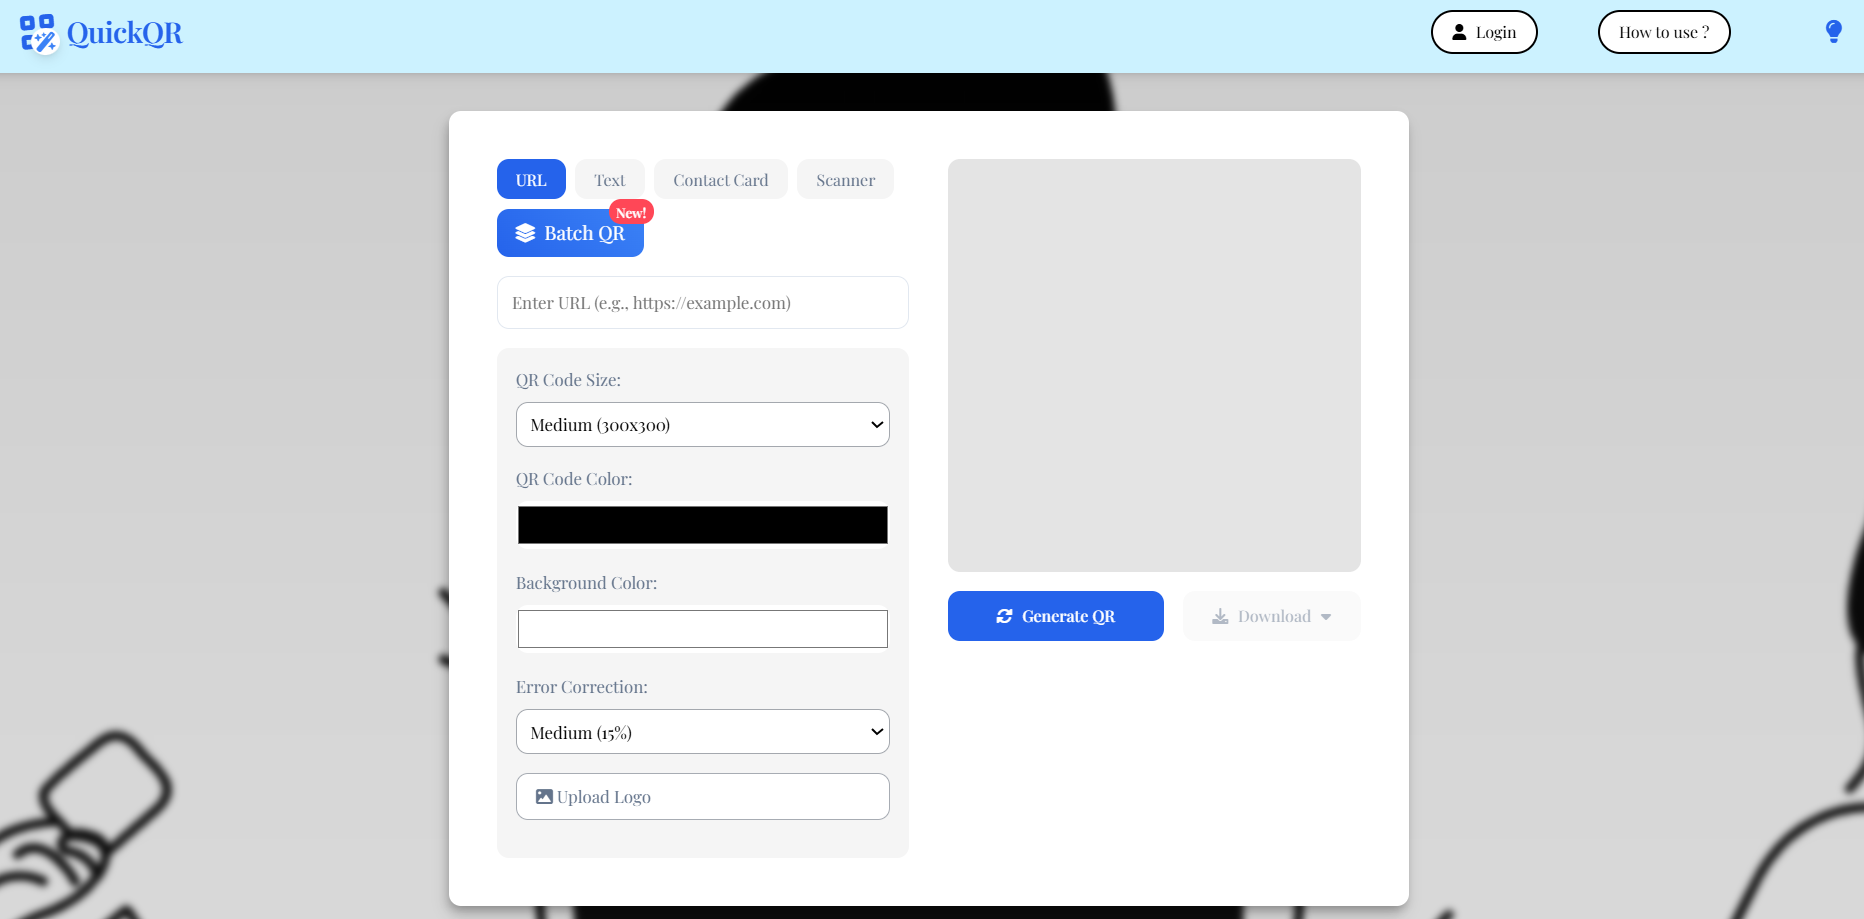 QuickQR
Login
How to use ?
URL
Text
Contact Card
Scanner
New!
Batch QR
Enter URL (e.g., https://example.com)
QR Code Size:
Medium (300x300)
QR Code Color:
Background Color:
Error Correction:
Medium (15%)
Upload Logo
Generate QR
Download